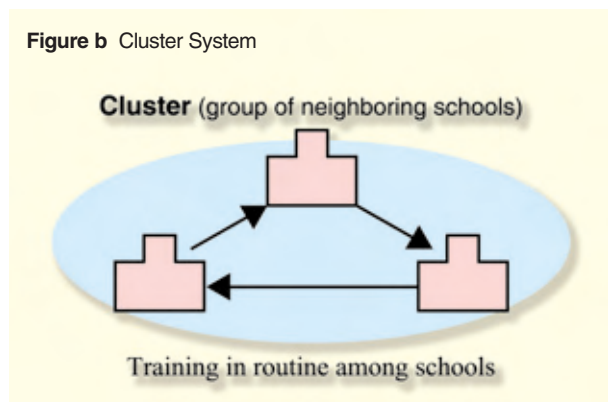 Figure b Cluster System
Cluster (group of neighboring schools)
Training in routine among schools